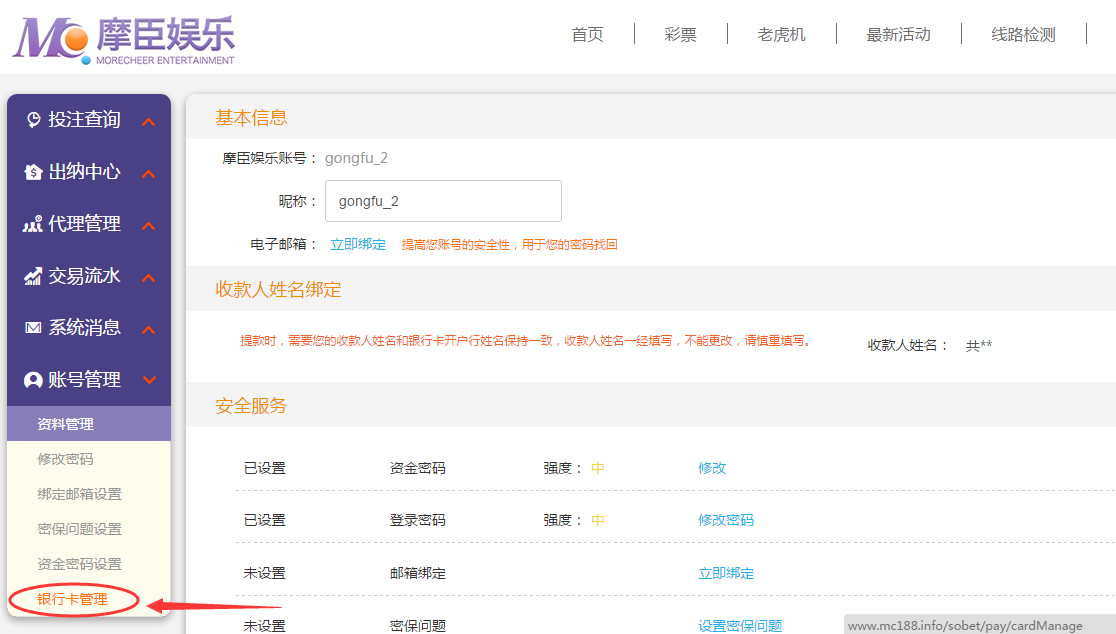 MC 摩臣娱乐
MORECHEER ENTERTAINMENT
首页 彩票 老虎机 最新活动 线路检测
投注查询
出纳中心
代理管理
交易流水
系统消息
账号管理
资料管理
修改密码
绑定邮箱设置
密保问题设置
资金密码设置
银行卡管理
基本信息
摩臣娱乐账号： gongfu_2
昵称： gongfu_2
电子邮箱： 立即绑定 提高您账号的安全性，用于您的密码找回
收款人姓名绑定
提款时，需要您的收款人姓名和银行卡开户行姓名保持一致，收款人姓名一经填写，不能更改，请慎重填写。 收款人姓名： 共**
安全服务
已设置 资金密码 强度： 中 修改
已设置 登录密码 强度： 中 修改密码
未设置 邮箱绑定 立即绑定
未设置 密保问题 设置密保问题
www.mc188.info/sobet/pay/cardManage